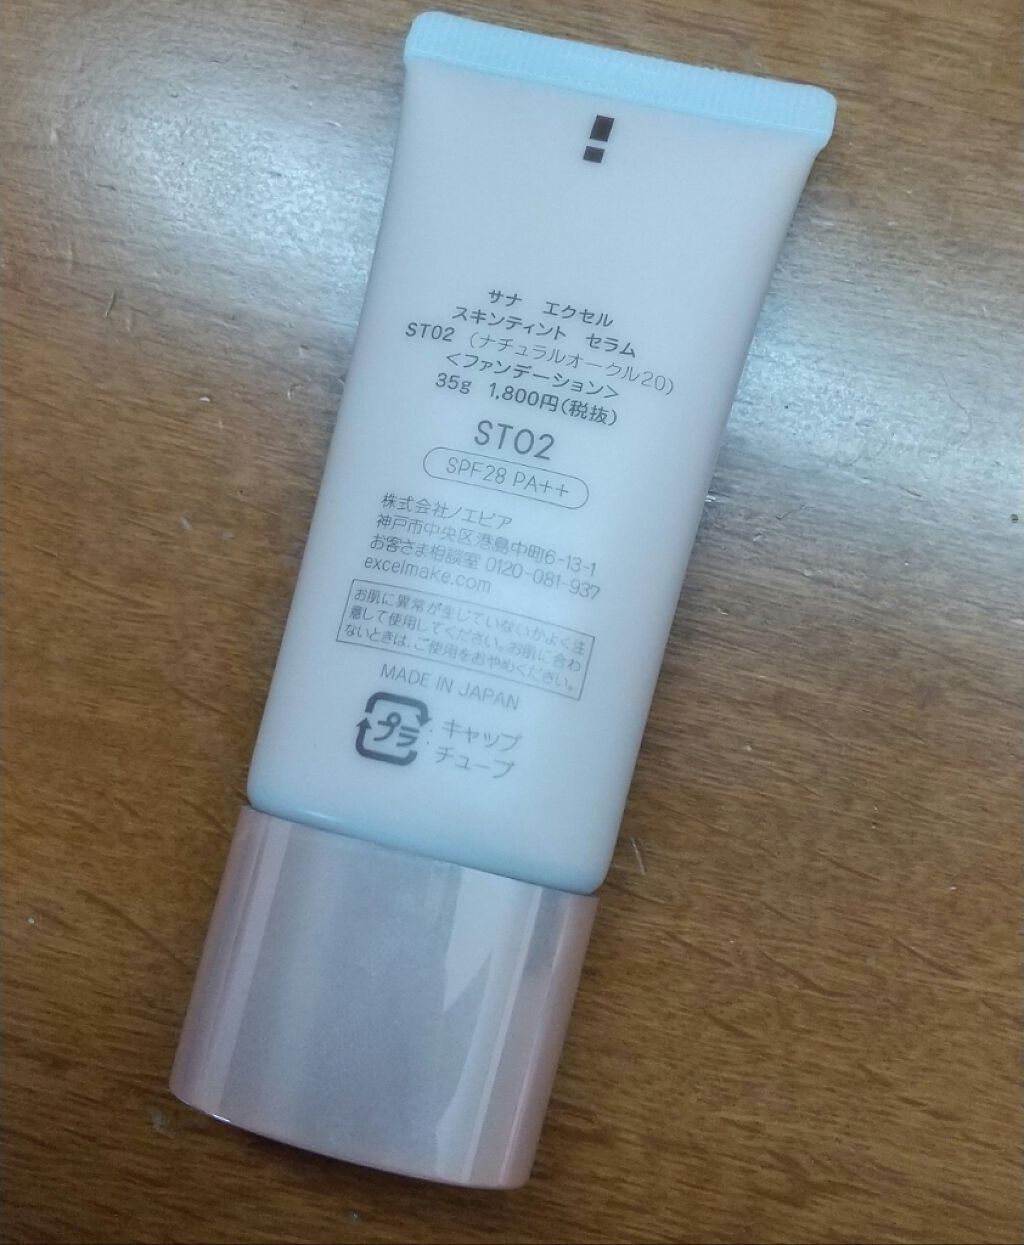 サナ エクセル
スキンティント セラム
ST02 (ナチュラルオークル20)
<ファンデーション>
35g 1,800円(税抜)
ST02
SPF28 PA++
株式会社ノエビア
神戸市中央区港島中町6-13-1
お客さま相談室 0120-081-937
excelmake.com
お肌に異常が生じていないかよく注
意して使用してください。お肌に合わ
ないときは、ご使用をおやめください。
MADE IN JAPAN
プラ : キャップ
チューブ